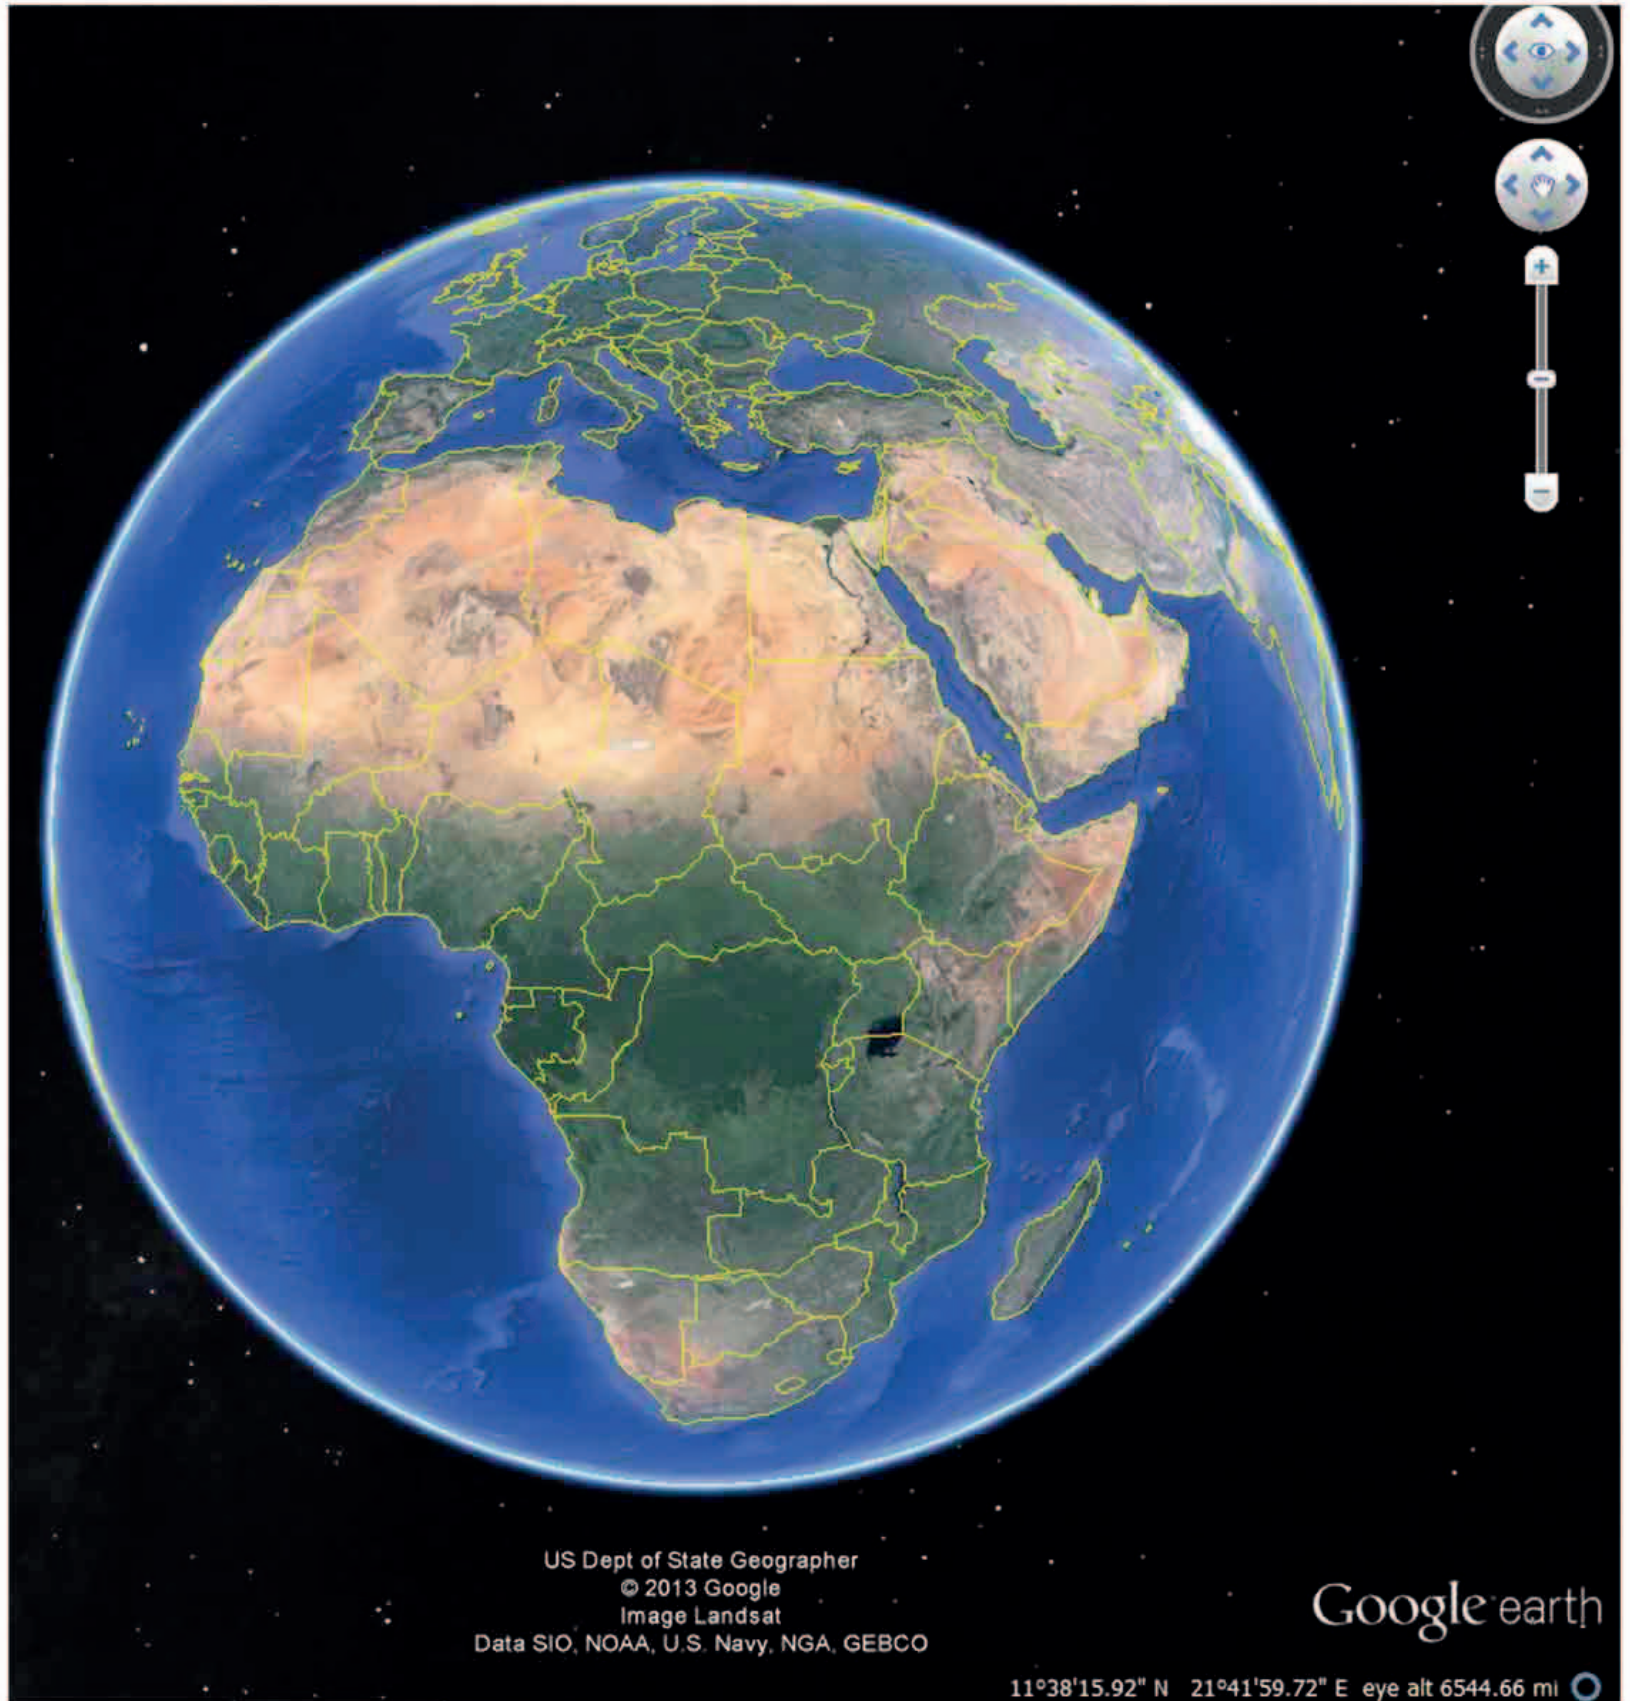 US Dept of State Geographer
© 2013 Google
Image Landsat
Data SIO, NOAA, U.S. Navy, NGA, GEBCO
Google earth
11°38'15.92" N 21°41'59.72" E eye alt 6544.66 mi